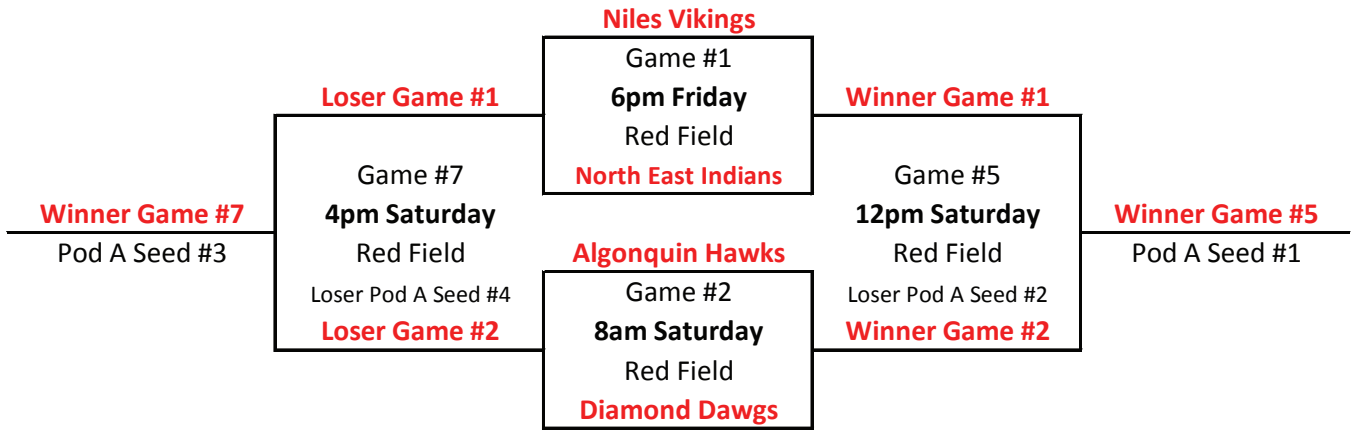 Niles Vikings
Game #1
6pm Friday
Red Field
North East Indians
Loser Game #1
Winner Game #1
Game #7
4pm Saturday
Red Field
Loser Pod A Seed #4
Loser Game #2
Game #5
12pm Saturday
Red Field
Loser Pod A Seed #2
Winner Game #2
Winner Game #7
Pod A Seed #3
Winner Game #5
Pod A Seed #1
Algonquin Hawks
Game #2
8am Saturday
Red Field
Diamond Dawgs